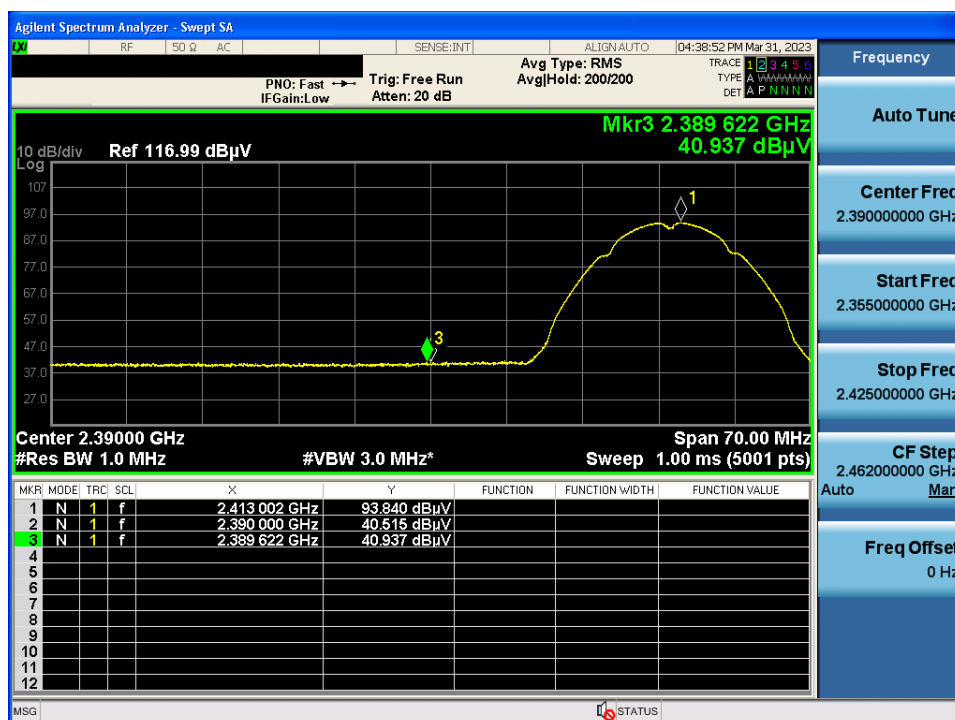 Agilent Spectrum Analyzer - Swept SA
LXI RF 50 Ω AC SENSE:INT ALIGN AUTO 04:38:52 PM Mar 31, 2023
PNO: Fast Trig: Free Run Avg Type: RMS TRACE 1 2 3 4 5 6
IFGain:Low Atten: 20 dB Avg|Hold: 200/200 TYPE A WWWWW
DET A P N N N N
Mkr3 2.389 622 GHz
10 dB/div Ref 116.99 dBµV 40.937 dBµV
Log
107
97.0
87.0
77.0
67.0
57.0
47.0
37.0
27.0
1
3
Center 2.39000 GHz Span 70.00 MHz
#Res BW 1.0 MHz #VBW 3.0 MHz* Sweep 1.00 ms (5001 pts)
MKR MODE TRC SCL X Y FUNCTION FUNCTION WIDTH FUNCTION VALUE
1 N 1 f 2.413 002 GHz 93.840 dBµV
2 N 1 f 2.390 000 GHz 40.515 dBµV
3 N 1 f 2.389 622 GHz 40.937 dBµV
4
5
6
7
8
9
10
11
12
MSG STATUS
Frequency
Auto Tune
Center Freq
2.390000000 GHz
Start Freq
2.355000000 GHz
Stop Freq
2.425000000 GHz
CF Step
2.462000000 GHz
Auto Man
Freq Offset
0 Hz